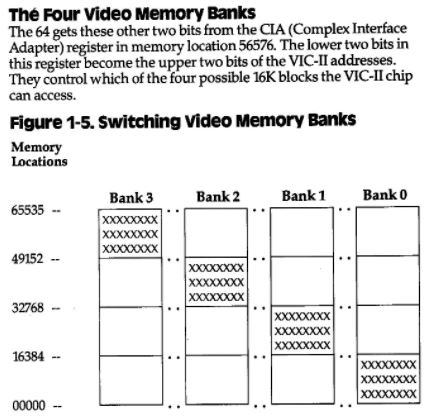 The Four Video Memory Banks
The 64 gets these other two bits from the CIA (Complex Interface
Adapter) register in memory location 56576. The lower two bits in
this register become the upper two bits of the VIC-II addresses.
They control which of the four possible 16K blocks the VIC-II chip
can access.
Figure 1-5. Switching Video Memory Banks
Memory
Locations
Bank 3 Bank 2 Bank 1 Bank 0
65535 --
XXXXXXXX
XXXXXXXX
XXXXXXXX
49152 --
XXXXXXXX
XXXXXXXX
XXXXXXXX
32768 --
XXXXXXXX
XXXXXXXX
XXXXXXXX
16384 --
XXXXXXXX
XXXXXXXX
XXXXXXXX
00000 --